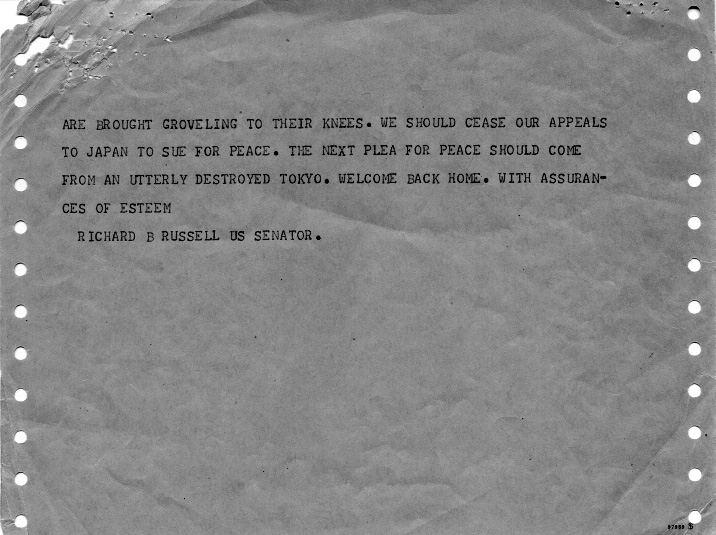 ARE BROUGHT GROVELING TO THEIR KNEES. WE SHOULD CEASE OUR APPEALS
TO JAPAN TO SUE FOR PEACE. THE NEXT PLEA FOR PEACE SHOULD COME
FROM AN UTTERLY DESTROYED TOKYO. WELCOME BACK HOME. WITH ASSURAN-
CES OF ESTEEM
RICHARD B RUSSELL US SENATOR.